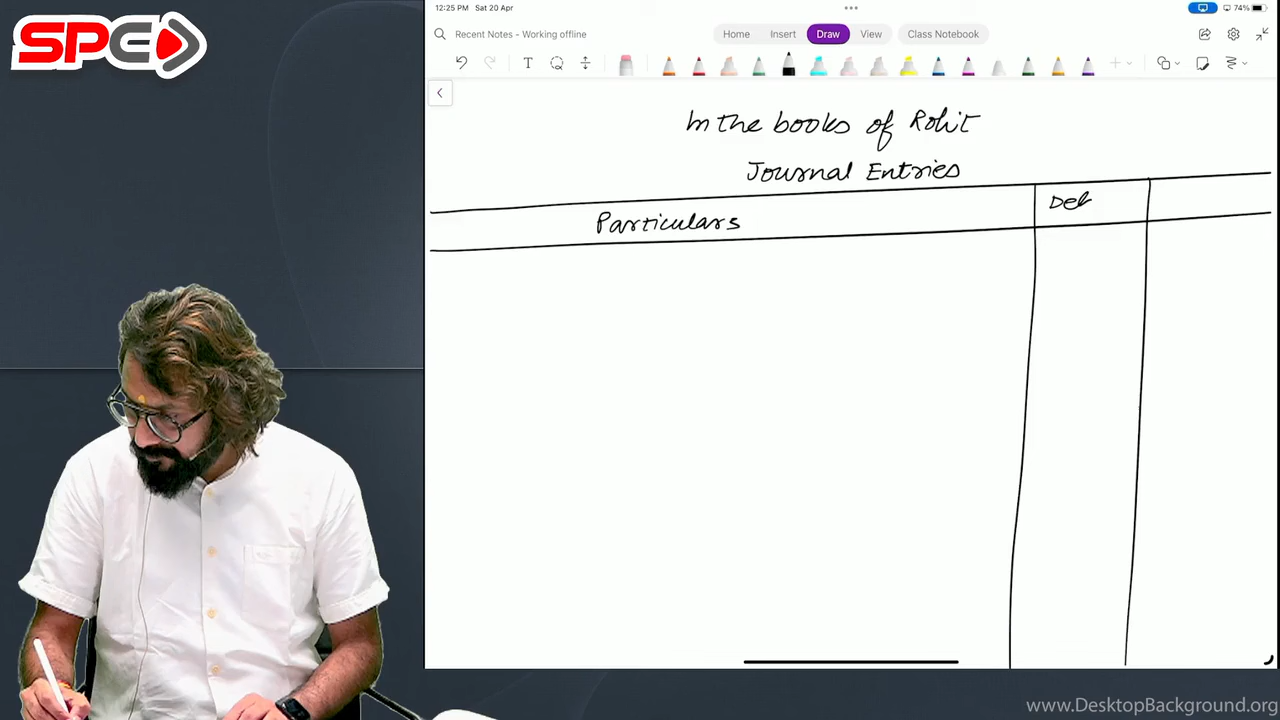 SPC
12:25 PM Sat 20 Apr
74%
Recent Notes - Working offline
Home Insert Draw View Class Notebook
T
In the books of Rohit
Journal Entries
Particulars Deb
www.DesktopBackground.org